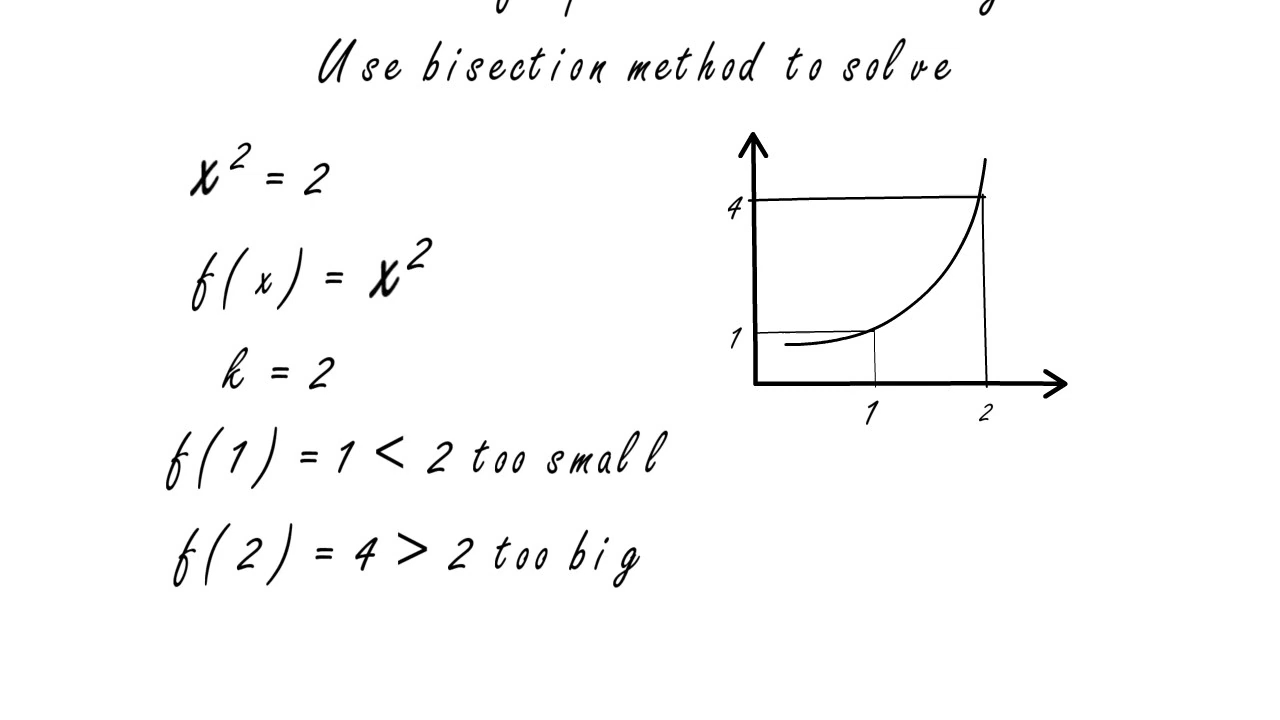 Use bisection method to solve
x² = 2
f(x) = x²
k = 2
f(1) = 1 < 2 too small
f(2) = 4 > 2 too big
4
1
1 2